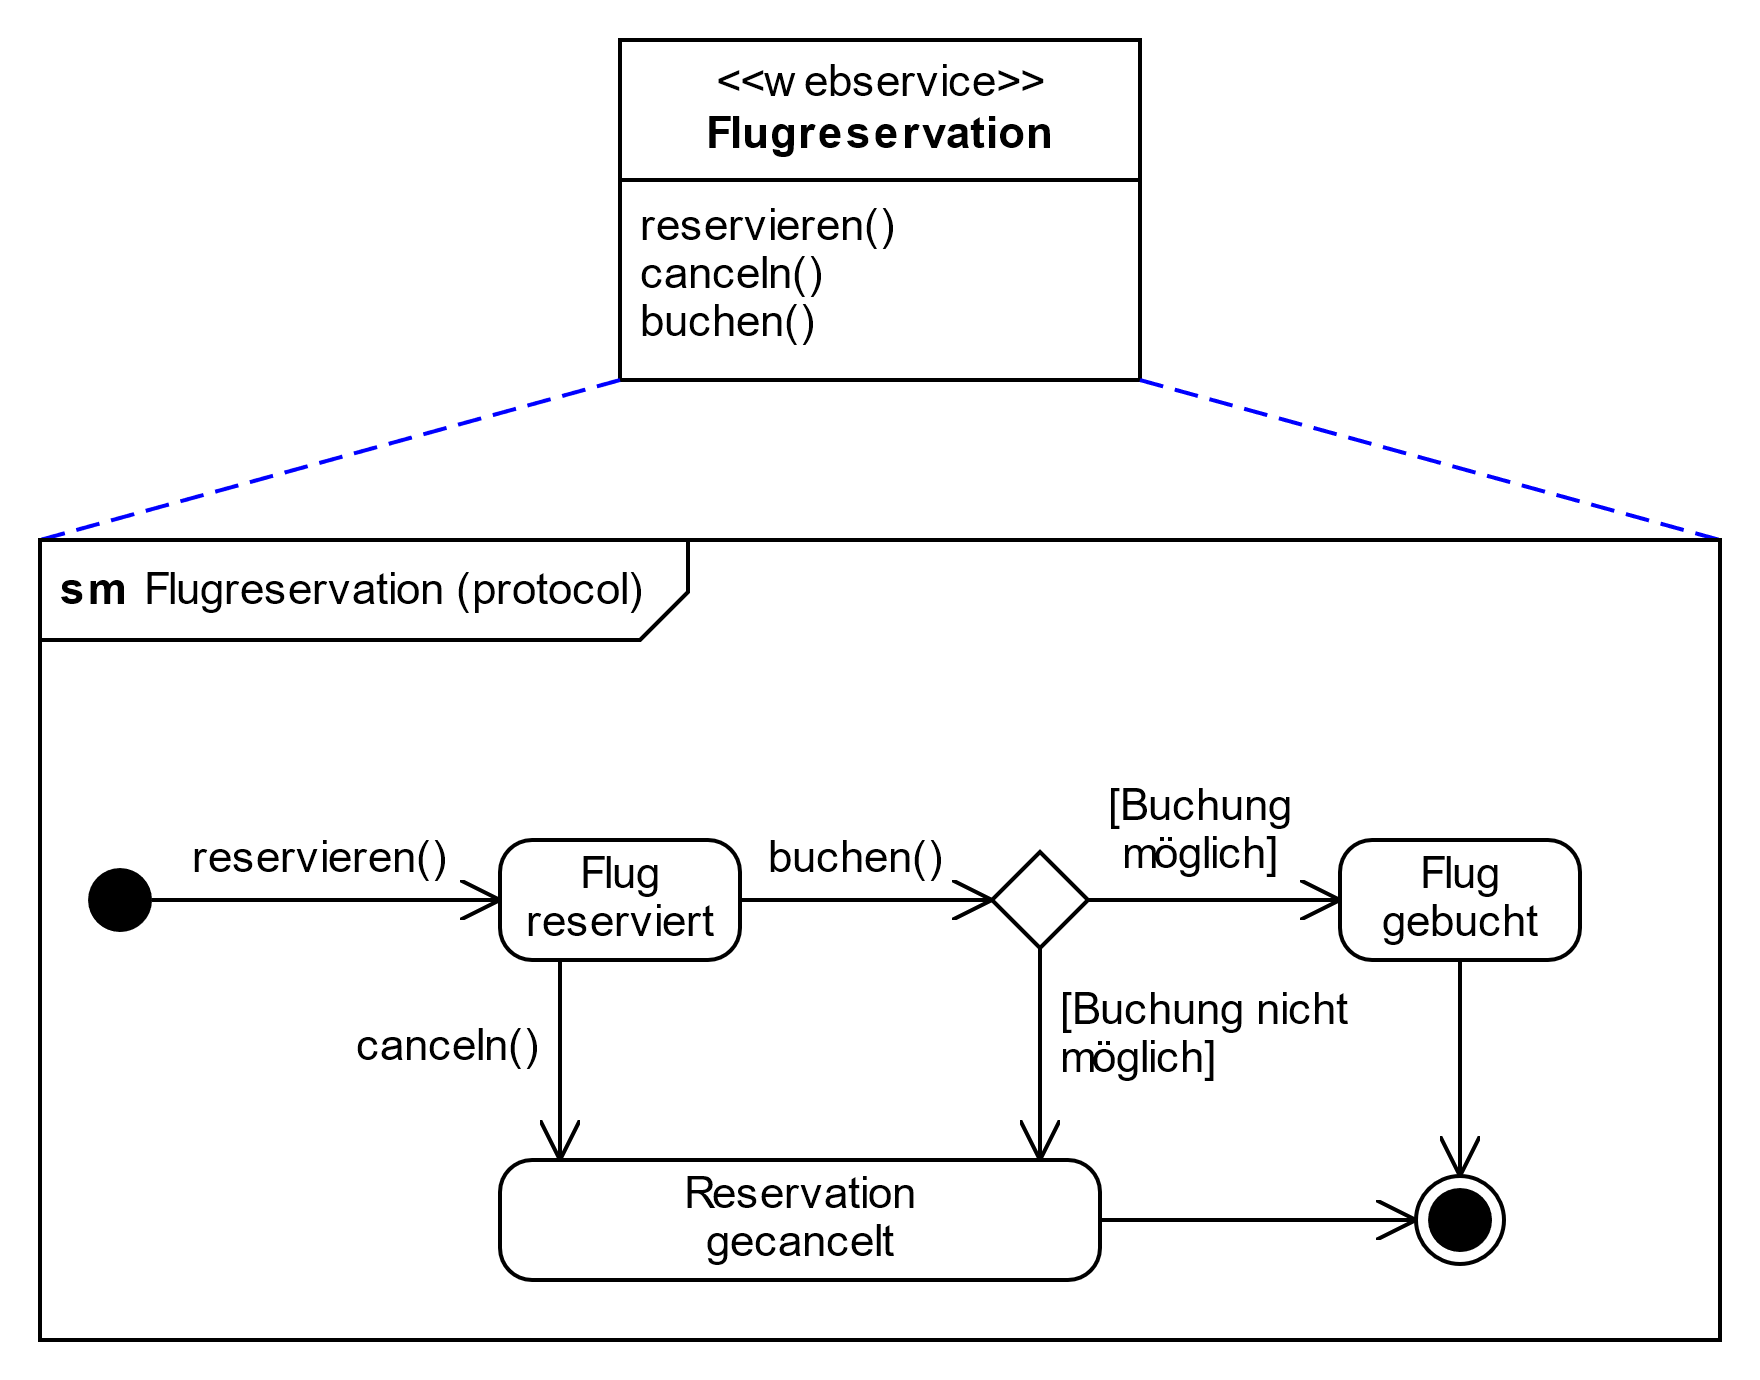 <<webservice>>
Flugreservation
reservieren()
canceln()
buchen()
sm Flugreservation (protocol)
reservieren()
Flug
reserviert
buchen()
[Buchung
möglich]
Flug
gebucht
canceln()
[Buchung nicht
möglich]
Reservation
gecancelt